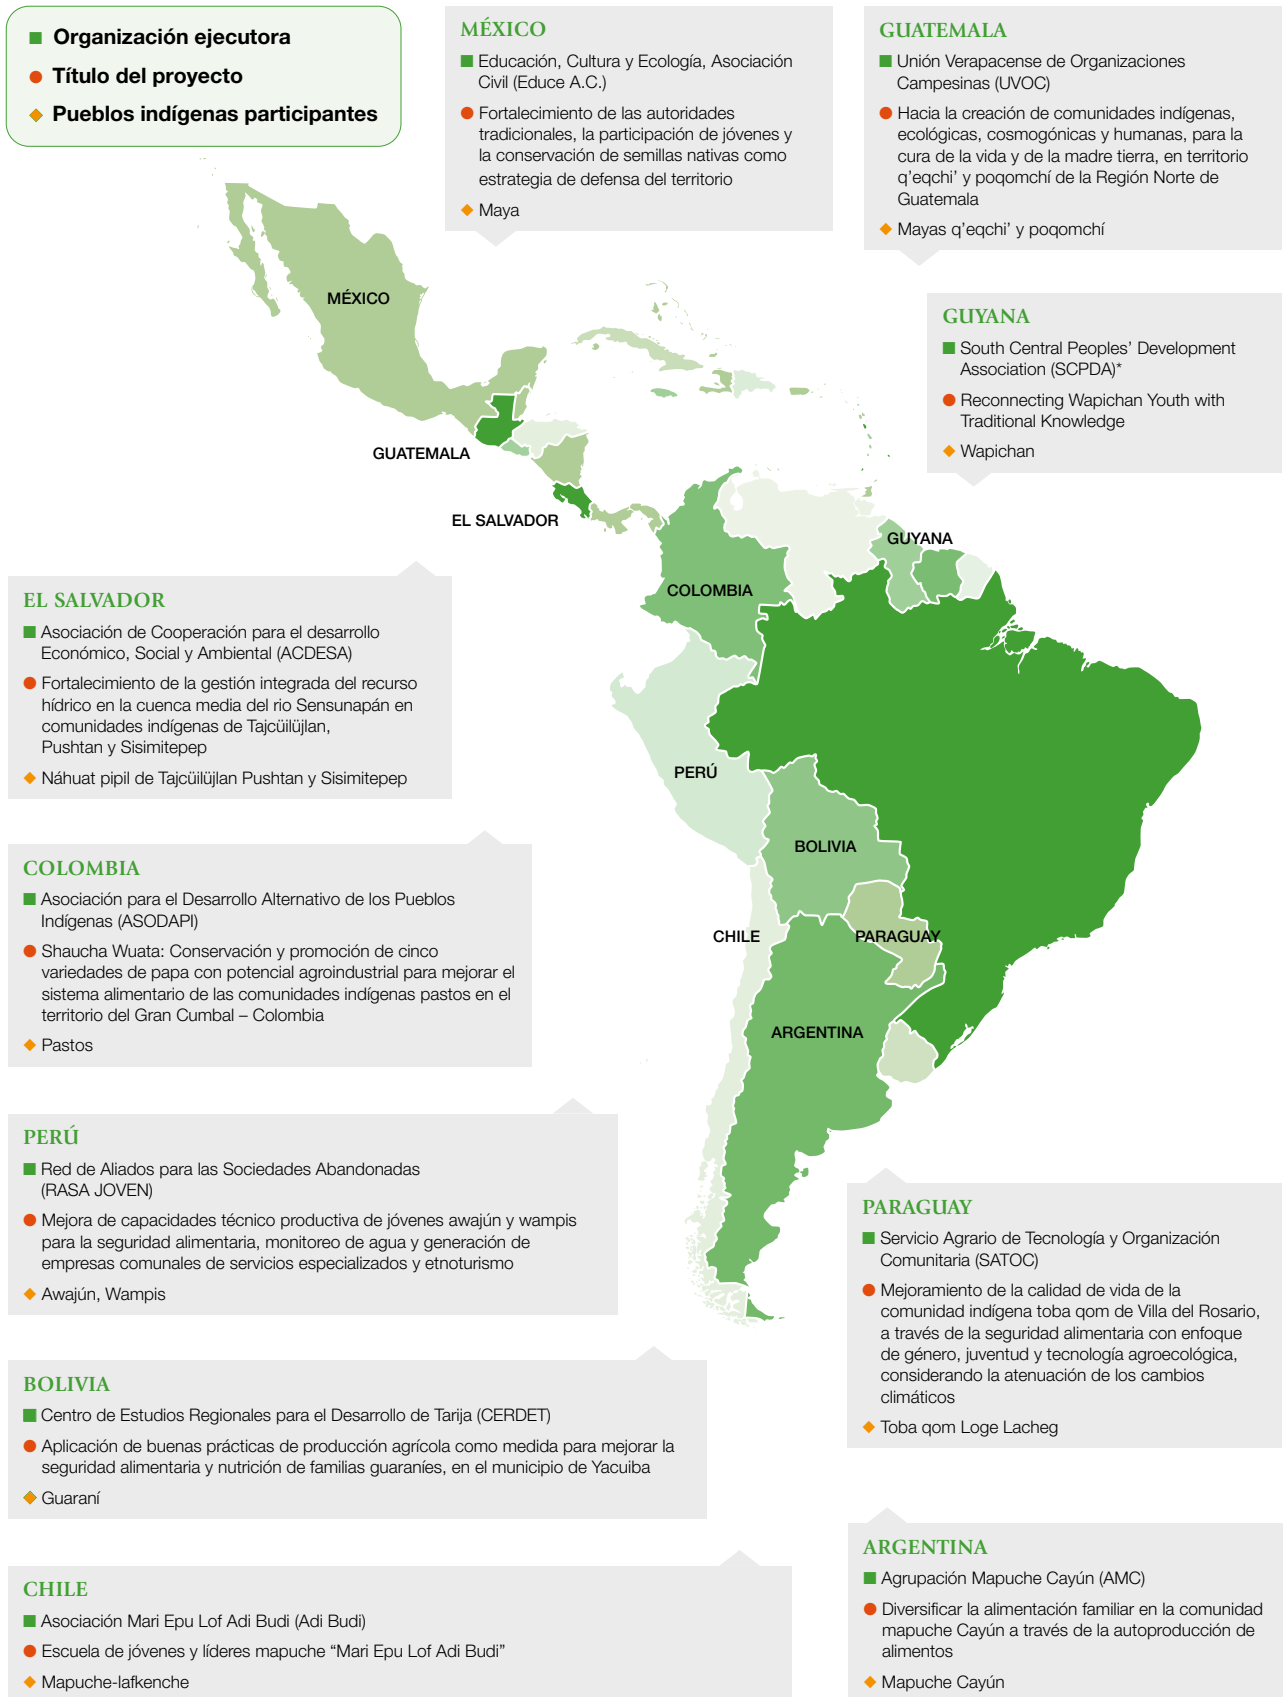 Organización ejecutora
Título del proyecto
Pueblos indígenas participantes
MÉXICO
Educación, Cultura y Ecología, Asociación
Civil (Educe A.C.)
Fortalecimiento de las autoridades
tradicionales, la participación de jóvenes y
la conservación de semillas nativas como
estrategia de defensa del territorio
Maya
GUATEMALA
Unión Verapacense de Organizaciones
Campesinas (UVOC)
Hacia la creación de comunidades indígenas,
ecológicas, cosmogónicas y humanas, para la
cura de la vida y de la madre tierra, en territorio
q’eqchi’ y poqomchí de la Región Norte de
Guatemala
Mayas q’eqchi’ y poqomchí
GUYANA
South Central Peoples’ Development
Association (SCPDA)*
Reconnecting Wapichan Youth with
Traditional Knowledge
Wapichan
MÉXICO
GUATEMALA
EL SALVADOR
GUYANA
COLOMBIA
PERÚ
BOLIVIA
CHILE
PARAGUAY
ARGENTINA
EL SALVADOR
Asociación de Cooperación para el desarrollo
Económico, Social y Ambiental (ACDESA)
Fortalecimiento de la gestión integrada del recurso
hídrico en la cuenca media del rio Sensunapán en
comunidades indígenas de Tajcüilüjlan,
Pushtan y Sisimitepep
Náhuat pipil de Tajcüilüjlan Pushtan y Sisimitepep
COLOMBIA
Asociación para el Desarrollo Alternativo de los Pueblos
Indígenas (ASODAPI)
Shaucha Wuata: Conservación y promoción de cinco
variedades de papa con potencial agroindustrial para mejorar el
sistema alimentario de las comunidades indígenas pastos en el
territorio del Gran Cumbal – Colombia
Pastos
PERÚ
Red de Aliados para las Sociedades Abandonadas
(RASA JOVEN)
Mejora de capacidades técnico productiva de jóvenes awajún y wampis
para la seguridad alimentaria, monitoreo de agua y generación de
empresas comunales de servicios especializados y etnoturismo
Awajún, Wampis
BOLIVIA
Centro de Estudios Regionales para el Desarrollo de Tarija (CERDET)
Aplicación de buenas prácticas de producción agrícola como medida para mejorar la
seguridad alimentaria y nutrición de familias guaraníes, en el municipio de Yacuiba
Guaraní
CHILE
Asociación Mari Epu Lof Adi Budi (Adi Budi)
Escuela de jóvenes y líderes mapuche “Mari Epu Lof Adi Budi”
Mapuche-lafkenche
PARAGUAY
Servicio Agrario de Tecnología y Organización
Comunitaria (SATOC)
Mejoramiento de la calidad de vida de la
comunidad indígena toba qom de Villa del Rosario,
a través de la seguridad alimentaria con enfoque
de género, juventud y tecnología agroecológica,
considerando la atenuación de los cambios
climáticos
Toba qom Loge Lacheg
ARGENTINA
Agrupación Mapuche Cayún (AMC)
Diversificar la alimentación familiar en la comunidad
mapuche Cayún a través de la autoproducción de
alimentos
Mapuche Cayún